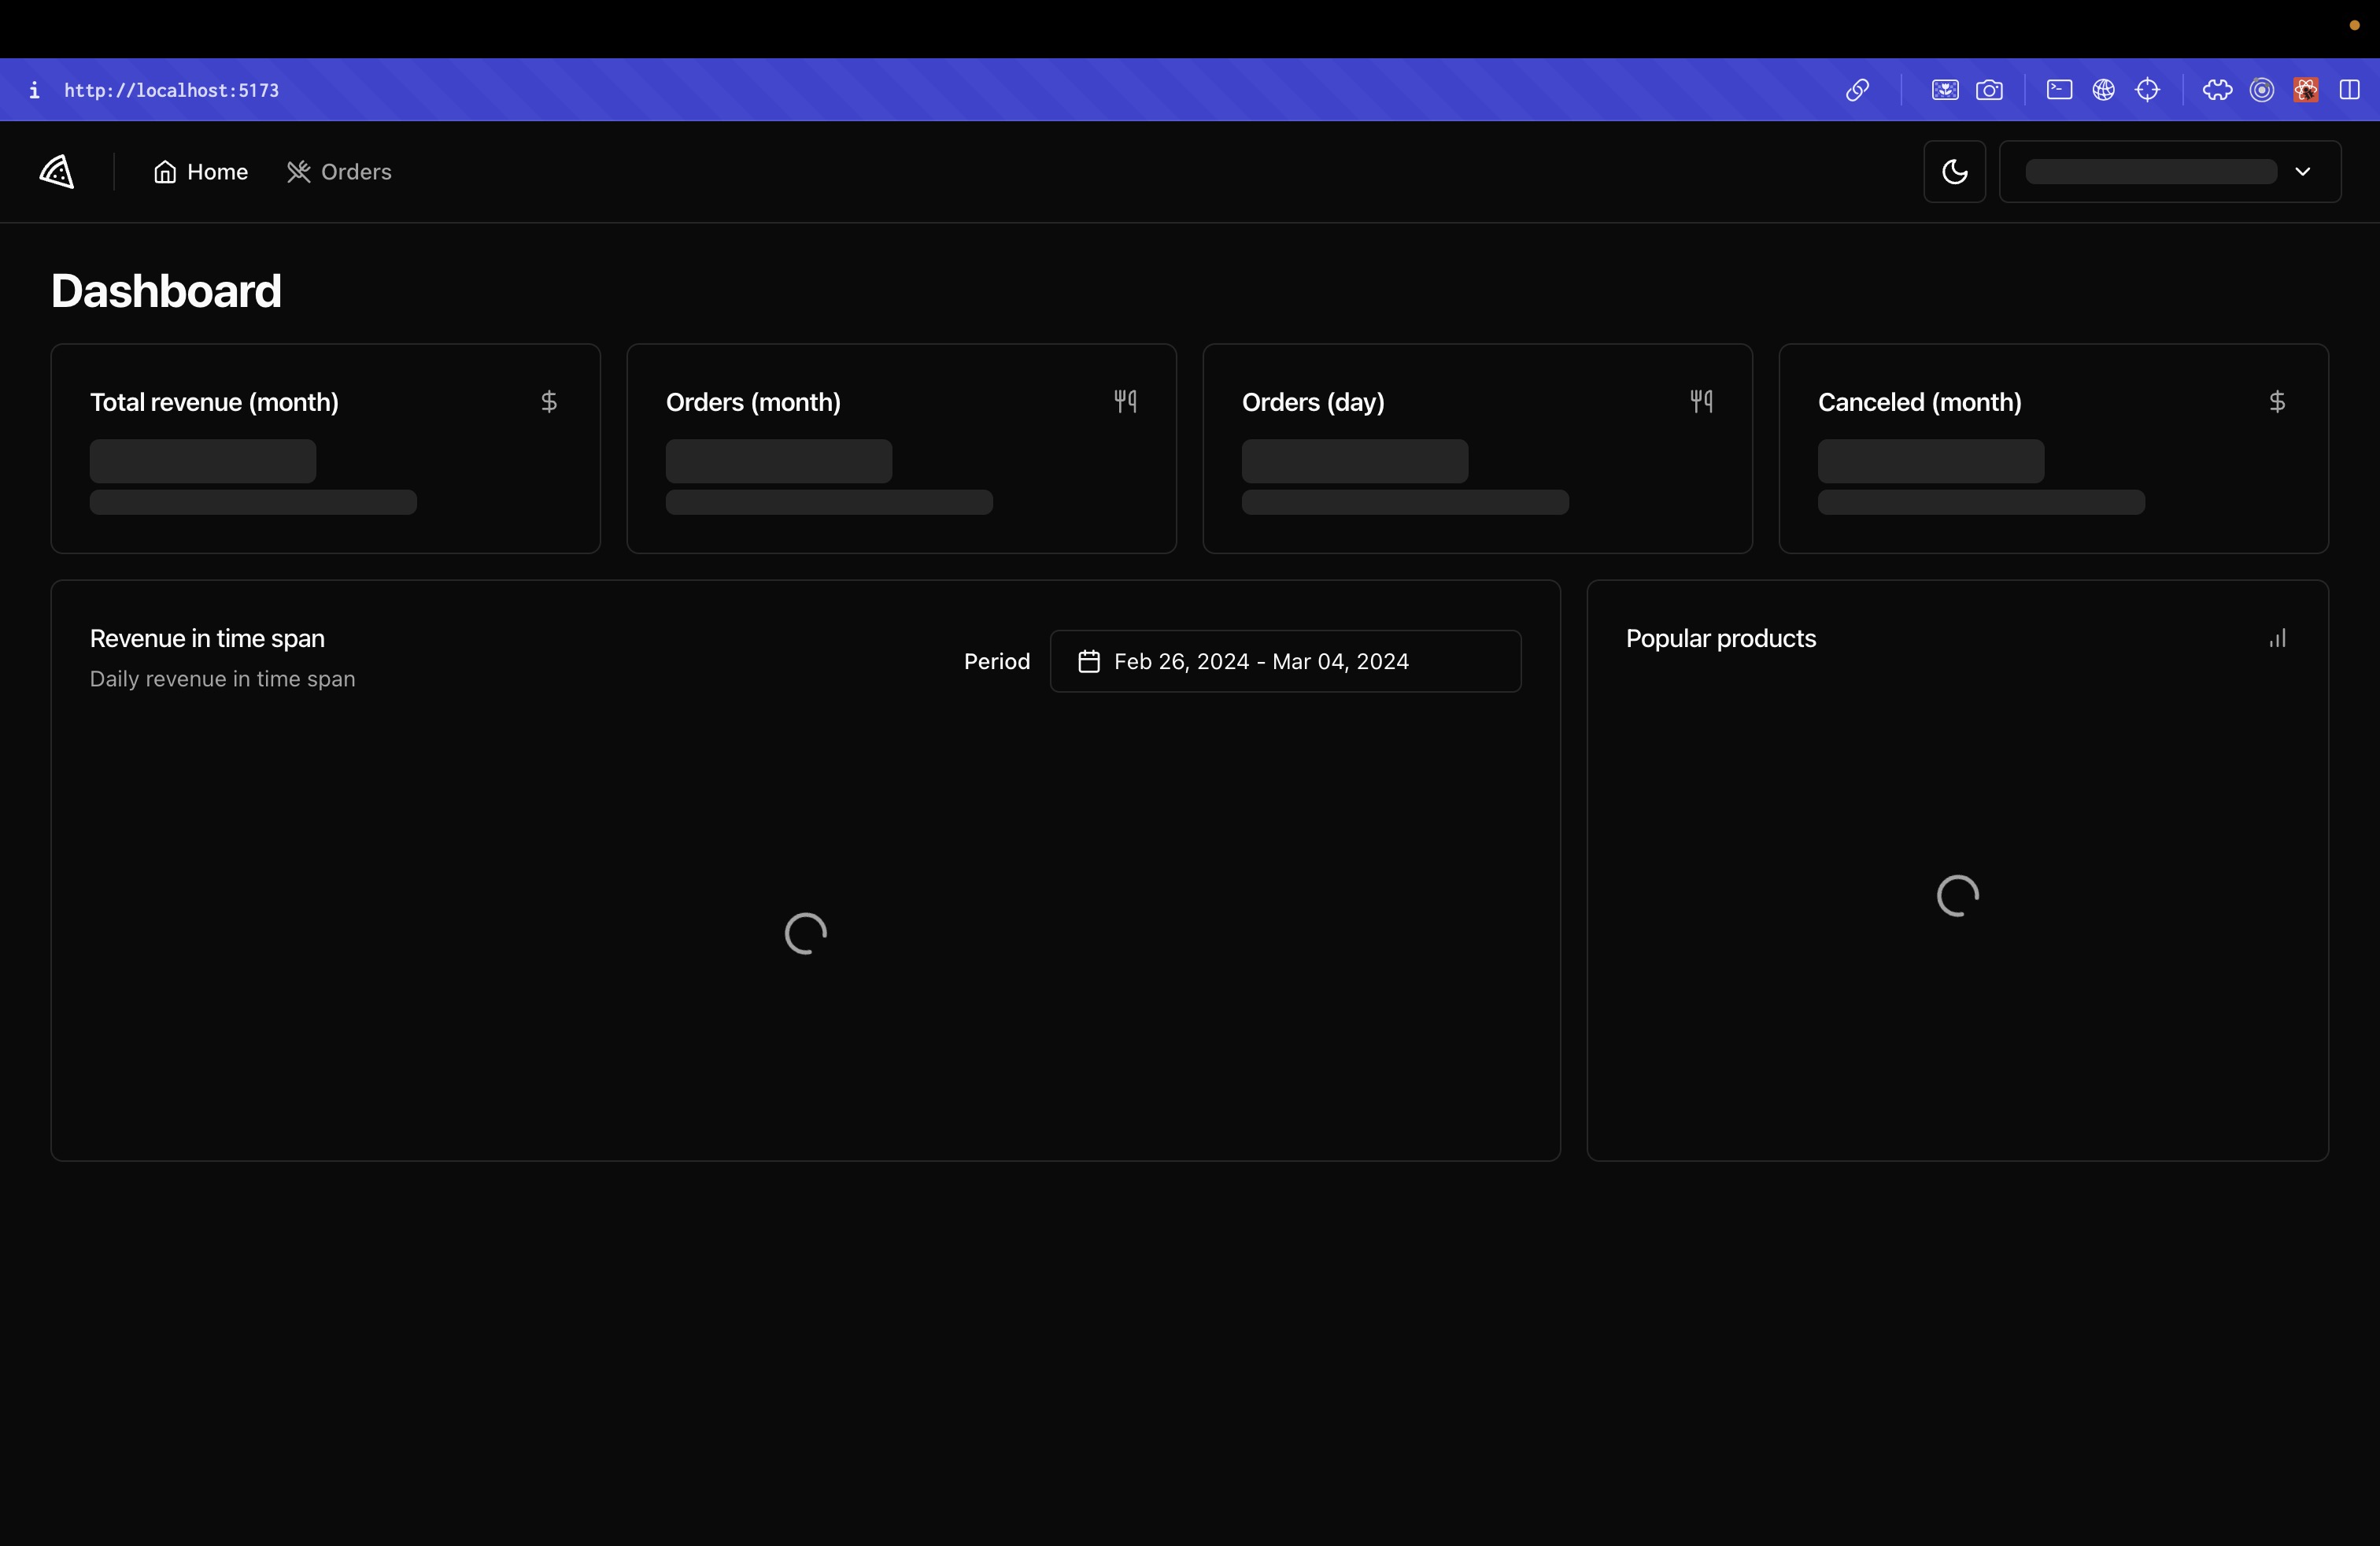 http://localhost:5173
Home Orders
Dashboard
Total revenue (month)
Orders (month)
Orders (day)
Canceled (month)
Revenue in time span
Daily revenue in time span
Period
Feb 26, 2024 - Mar 04, 2024
Popular products